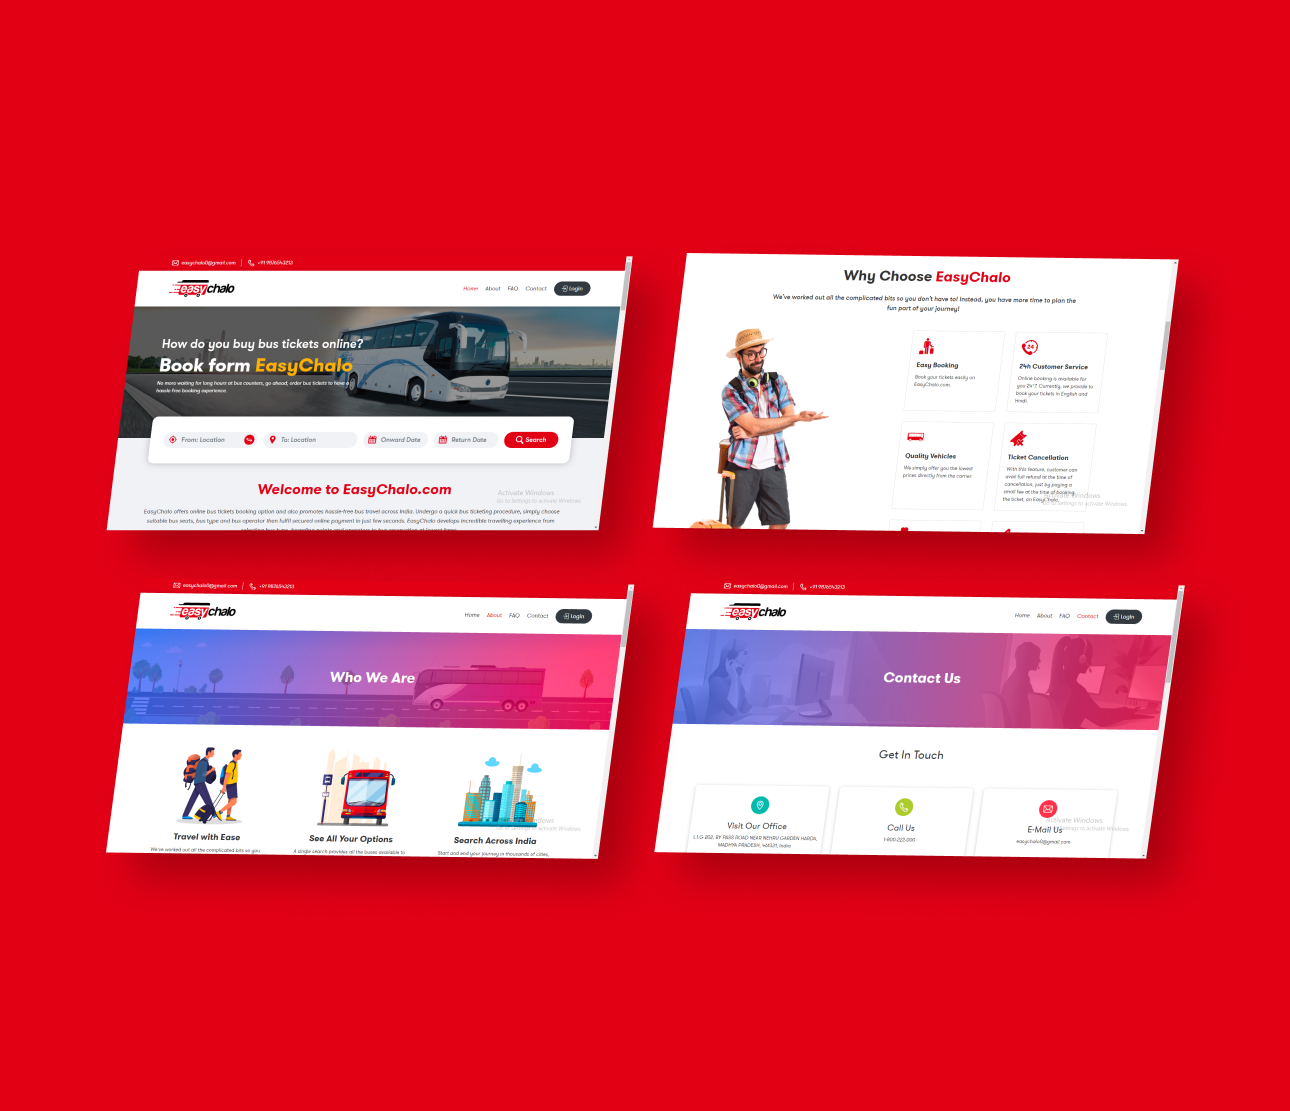 easychalo0@gmail.com +91 9876543213
easychalo
Home About FAQ Contact Login
How do you buy bus tickets online?
Book form EasyChalo
No more waiting for long hours at bus counters, go ahead, order bus tickets to have a
hassle-free booking experience.
From: Location To: Location Onward Date Return Date Search
Welcome to EasyChalo.com
EasyChalo offers online bus tickets booking option and also promotes hassle-free bus travel across India. Undergo a quick bus ticketing procedure, simply choose
suitable bus seats, bus type and bus operator then fulfil secured online payment in just few seconds. EasyChalo develops incredible travelling experience from
Activate Windows
Go to Settings to activate Windows.
Why Choose EasyChalo
We've worked out all the complicated bits so you don't have to! Instead, you have more time to plan the
fun part of your journey!
Easy Booking
Book your tickets easily on
EasyChalo.com.
24
24h Customer Service
Online booking is available for
you 24*7. Currently, we provide to
book your tickets in English and
Hindi.
Quality Vehicles
We simply offer you the lowest
prices directly from the carrier.
Ticket Cancellation
With this feature, customer can
avail full refund at the time of
cancellation, just by paying a
small fee at the time of booking
the ticket, on EasyChalo.
Activate Windows
Go to Settings to activate Windows.
easychalo0@gmail.com +91 9876543213
easychalo
Home About FAQ Contact Login
Who We Are
Travel with Ease
We've worked out all the complicated bits so you
See All Your Options
A single search provides all the buses available to
Search Across India
Start and end your journey in thousands of cities,
Windows
to Settings to activate Windows.
easychalo0@gmail.com +91 9876543213
easychalo
Home About FAQ Contact Login
Contact Us
Get In Touch
Visit Our Office
L.I.G-B52, BY PASS ROAD NEAR NEHRU GARDEN HARDA,
MADHYA PRADESH, 461331, India
Call Us
1-800-222-000
E-Mail Us
easychalo0@gmail.com
Activate Windows
Settings to activate Windows.